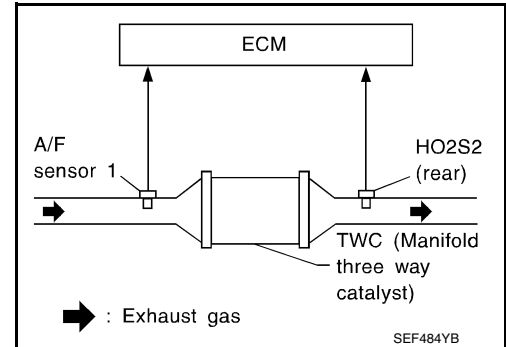 ECM
A/F
sensor 1
HO2S2
(rear)
TWC (Manifold
three way
catalyst)
: Exhaust gas
SEF484YB